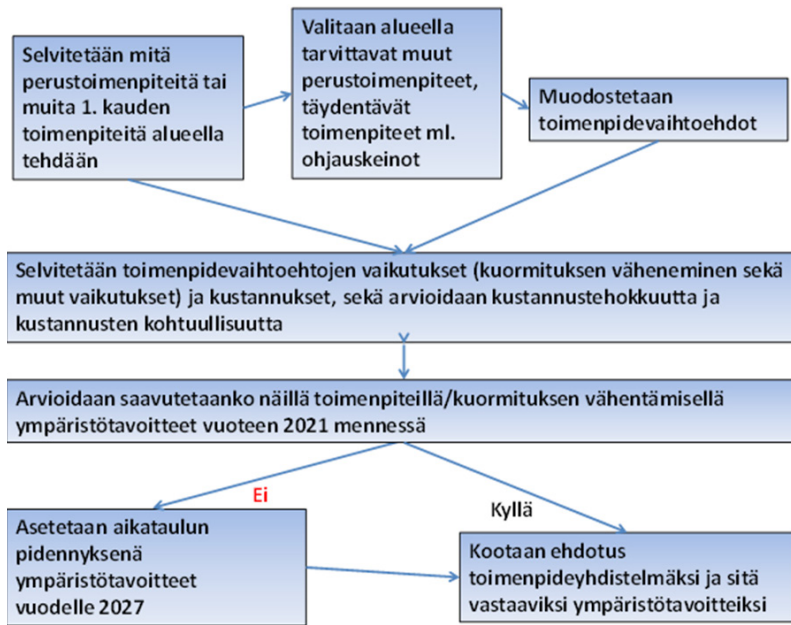 Selvitetään mitä
perustoimenpiteitä tai
muita 1. kauden
toimenpiteitä alueella
tehdään
Valitaan alueella
tarvittavat muut
perustoimenpiteet,
täydentävät
toimenpiteet ml.
ohjauskeinot
Muodostetaan
toimenpidevaihtoehdot
Selvitetään toimenpidevaihtoehtojen vaikutukset (kuormituksen väheneminen sekä
muut vaikutukset) ja kustannukset, sekä arvioidaan kustannustehokkuutta ja
kustannusten kohtuullisuutta
Arvioidaan saavutetaanko näillä toimenpiteillä/kuormituksen vähentämisellä
ympäristötavoitteet vuoteen 2021 mennessä
Ei
Kyllä
Asetetaan aikataulun
pidennyksenä
ympäristötavoitteet
vuodelle 2027
Kootaan ehdotus
toimenpideyhdistelmäksi ja sitä
vastaaviksi ympäristötavoitteiksi